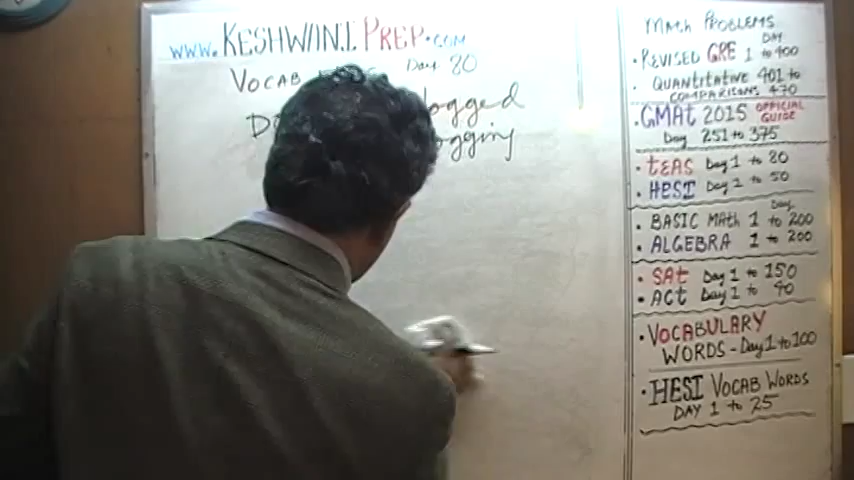 www.KESHWANI PREP.com
VOCAB Day 80
Math PROBLEMS
DAY
• REVISED GRE 1 to 400
• QUANTITATIVE 401 to
COMPARISONS 470
• GMAt 2015 OFFICIAL GUIDE
Day 251 to 375
• tEAS Day 1 to 20
• HESI Day 1 to 50
Day
• BASIC MAth 1 to 200
• ALGEBRA 1 to 200
• SAt Day 1 to 150
• ACt Day 1 to 90
• VOCABULARY
WORDS - Day 1 to 100
• HESI VOCAB WORDS
DAY 1 to 25